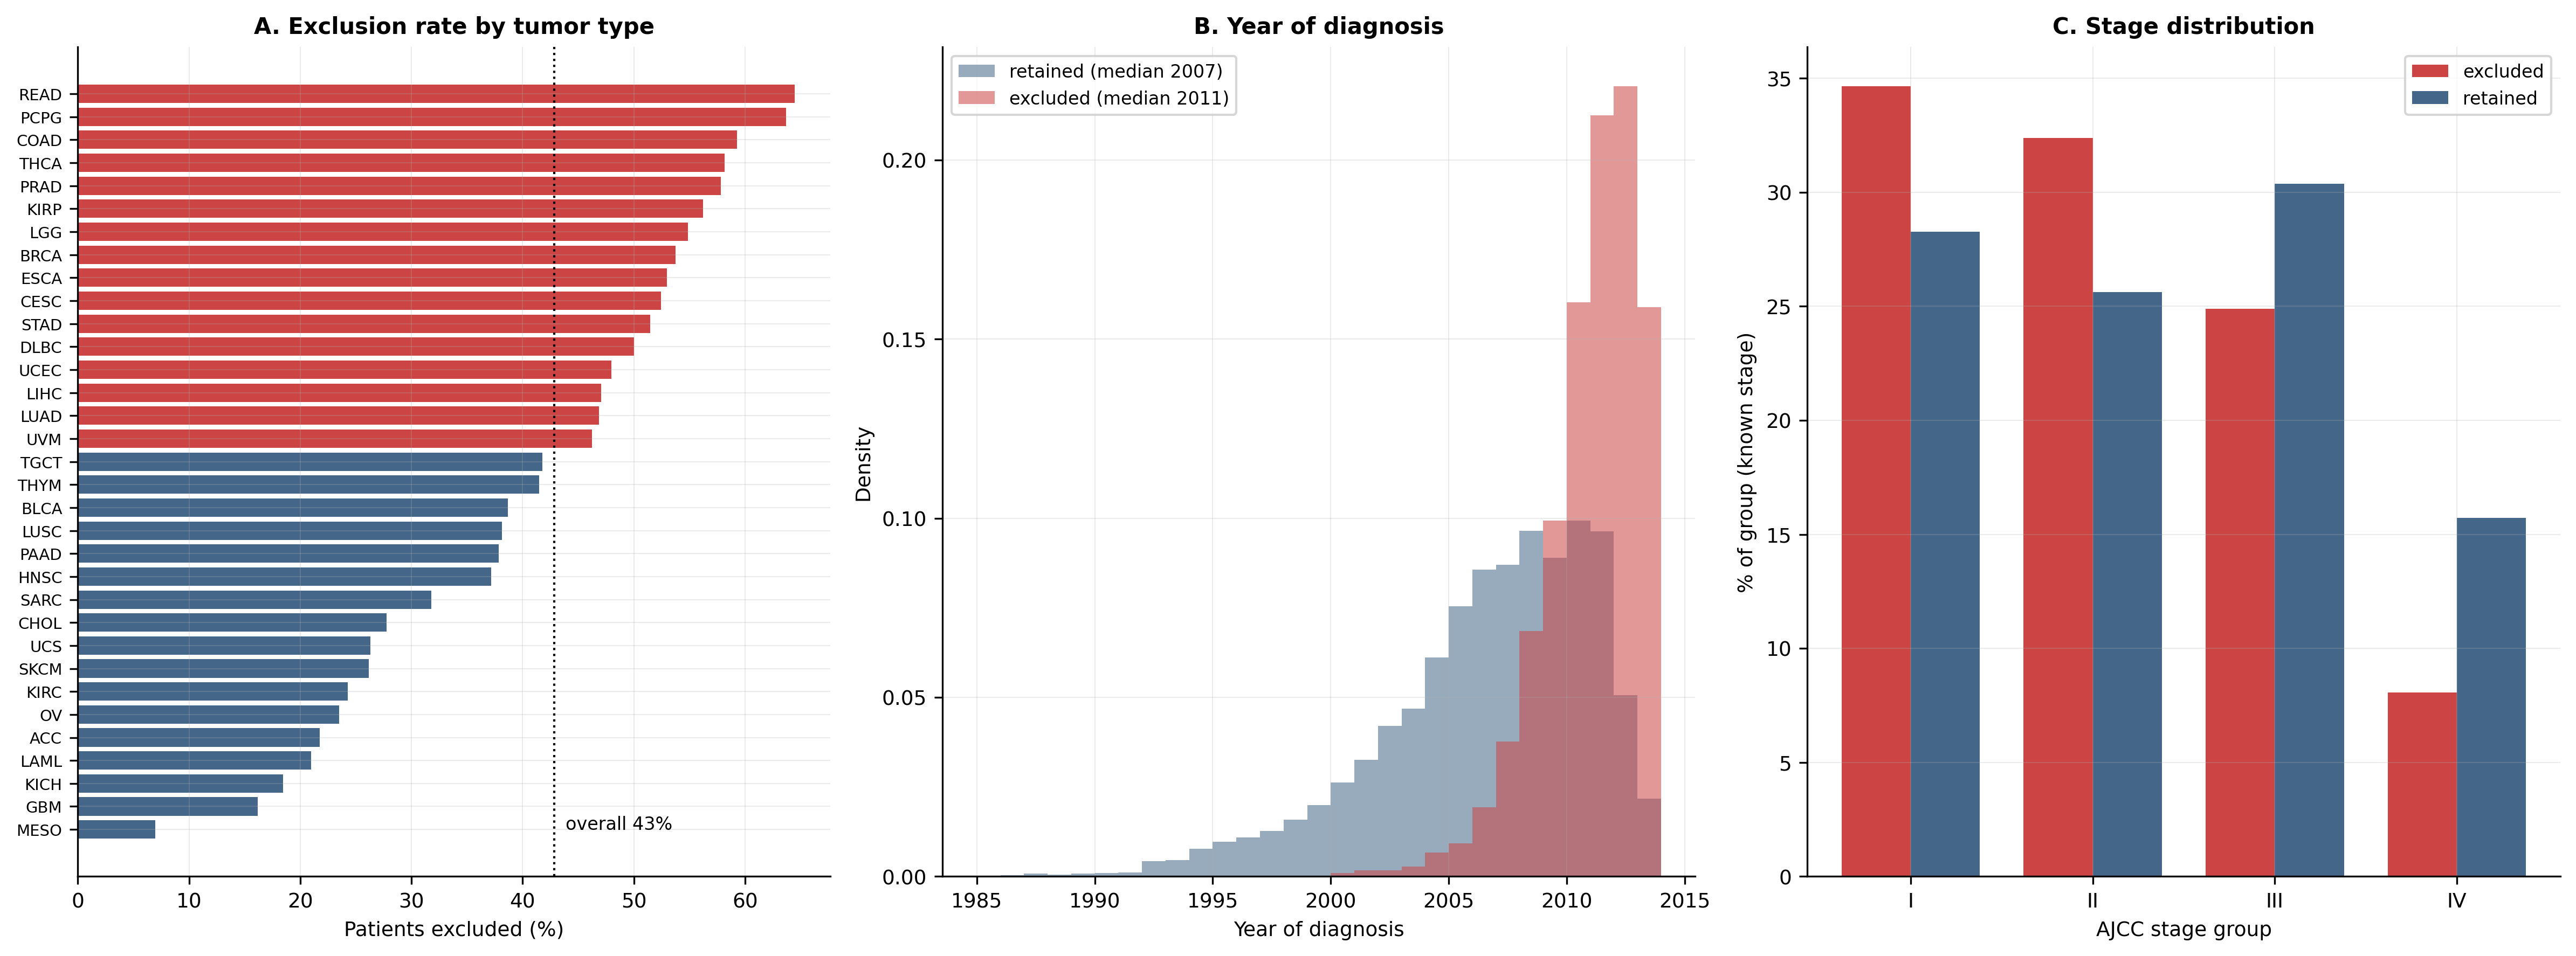 A. Exclusion rate by tumor type
READ
PCPG
COAD
THCA
PRAD
KIRP
LGG
BRCA
ESCA
CESC
STAD
DLBC
UCEC
LIHC
LUAD
UVM
TGCT
THYM
BLCA
LUSC
PAAD
HNSC
SARC
CHOL
UCS
SKCM
KIRC
OV
ACC
LAML
KICH
GBM
MESO
overall 43%
0 10 20 30 40 50 60
Patients excluded (%)
B. Year of diagnosis
retained (median 2007)
excluded (median 2011)
Density
0.20
0.15
0.10
0.05
0.00
1985 1990 1995 2000 2005 2010 2015
Year of diagnosis
C. Stage distribution
excluded
retained
% of group (known stage)
35
30
25
20
15
10
5
0
I II III IV
AJCC stage group